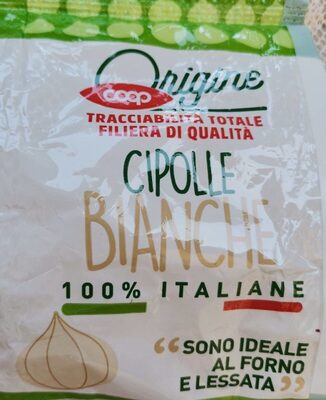 Origine
coop
TRACCIABILITÀ TOTALE
FILIERA DI QUALITÀ
CIPOLLE
BIANCHE
100% ITALIANE
“SONO IDEALE
AL FORNO
E LESSATA”